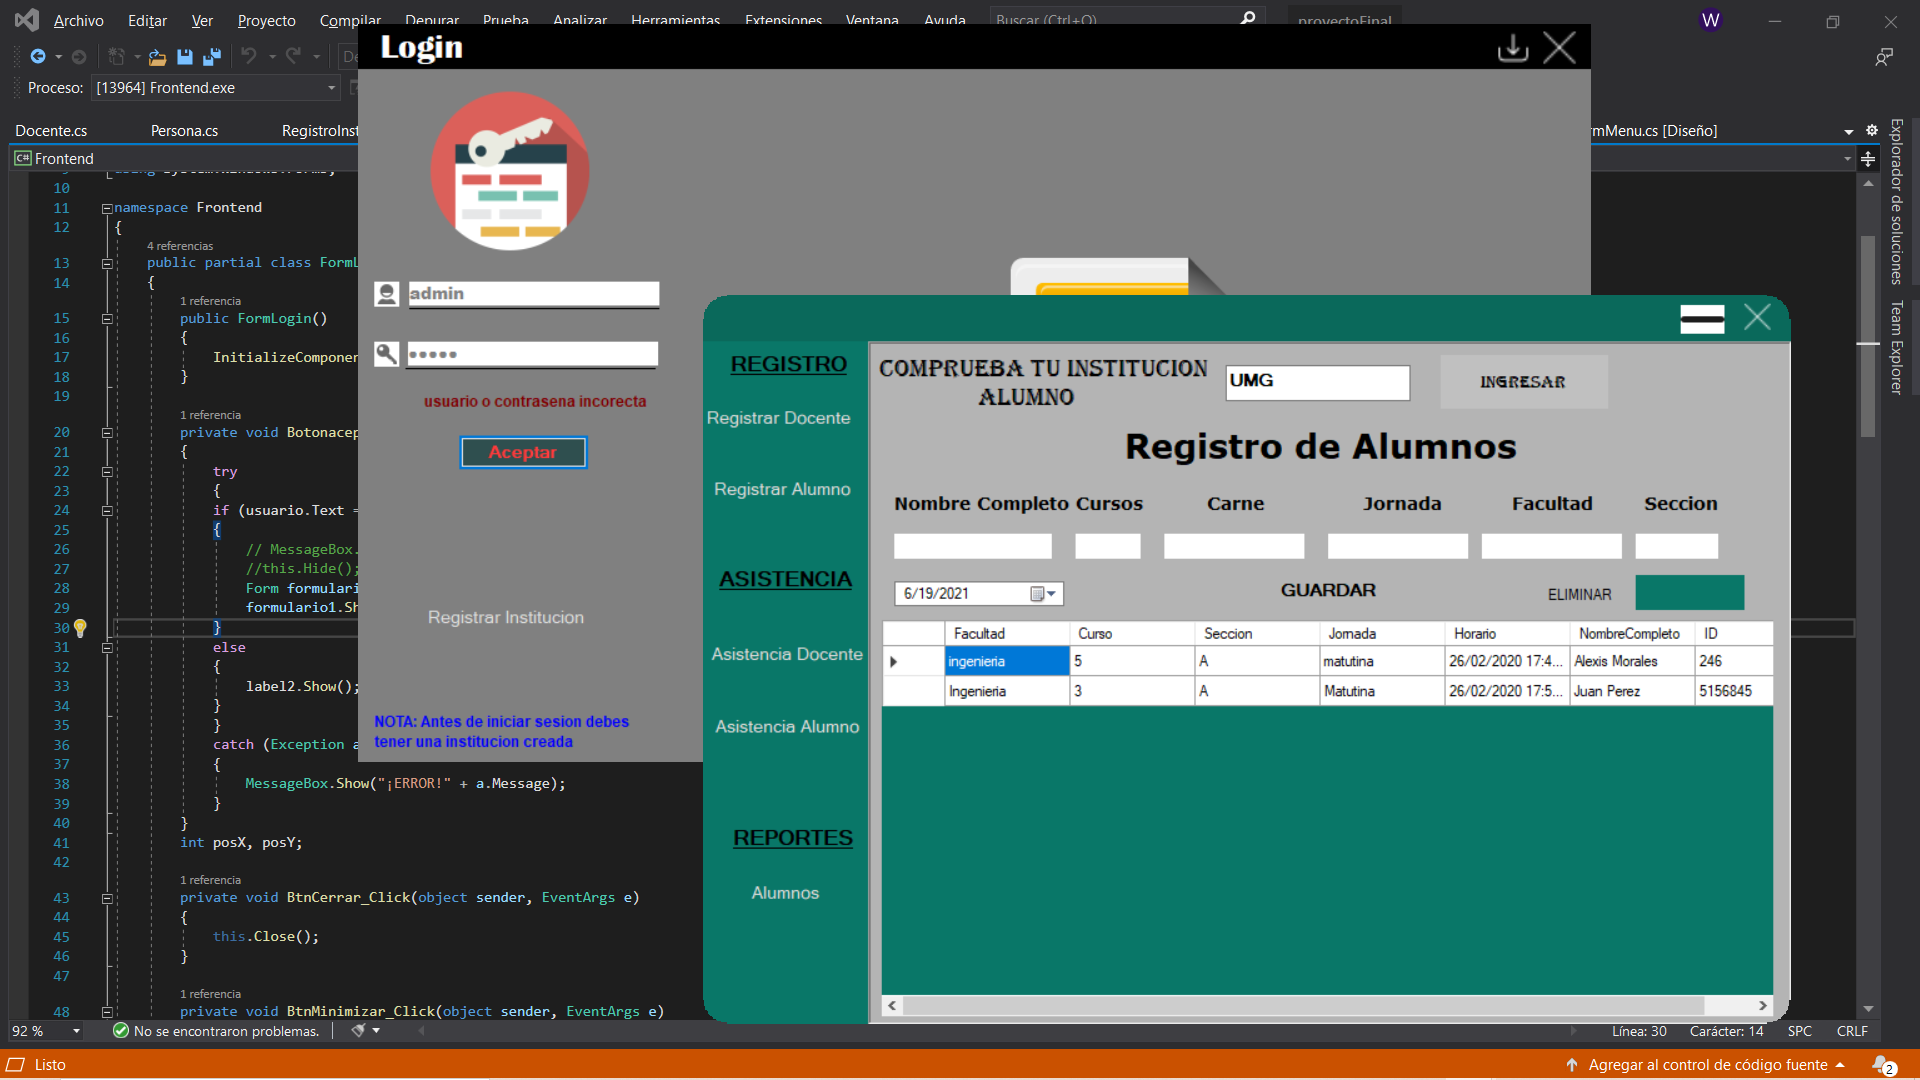 Archivo Editar Ver Proyecto Compilar Depurar Prueba Analizar Herramientas Extensiones Ventana Ayuda Buscar (Ctrl+Q) proyectoFinal W
Proceso: [13964] Frontend.exe
Docente.cs Persona.cs RegistroInst
rmMenu.cs [Diseño]
Frontend
Explorador de soluciones
Team Explorer
10
11 namespace Frontend
12 {
4 referencias
13 public partial class FormL
14 {
1 referencia
15 public FormLogin()
16 {
17 InitializeComponen
18 }
19
1 referencia
20 private void Botonacep
21 {
22 try
23 {
24 if (usuario.Text =
25 {
26 // MessageBox.
27 //this.Hide();
28 Form formulari
29 formulario1.Sh
30 }
31 else
32 {
33 label2.Show();
34 }
35 }
36 catch (Exception a
37 {
38 MessageBox.Show("¡ERROR!" + a.Message);
39 }
40 }
41 int posX, posY;
42
1 referencia
43 private void BtnCerrar_Click(object sender, EventArgs e)
44 {
45 this.Close();
46 }
47
1 referencia
48 private void BtnMinimizar_Click(object sender, EventArgs e)
Login
admin
●●●●●
usuario o contrasena incorecta
Aceptar
Registrar Institucion
NOTA: Antes de iniciar sesion debes
tener una institucion creada
REGISTRO
Registrar Docente
Registrar Alumno
ASISTENCIA
Asistencia Docente
Asistencia Alumno
REPORTES
Alumnos
COMPRUEBA TU INSTITUCION
ALUMNO
UMG
INGRESAR
Registro de Alumnos
Nombre Completo Cursos Carne Jornada Facultad Seccion
6/19/2021 GUARDAR ELIMINAR
Facultad Curso Seccion Jornada Horario NombreCompleto ID
ingenieria 5 A matutina 26/02/2020 17:4... Alexis Morales 246
Ingenieria 3 A Matutina 26/02/2020 17:5... Juan Perez 5156845
92 % No se encontraron problemas. Línea: 30 Carácter: 14 SPC CRLF
Listo Agregar al control de código fuente 2